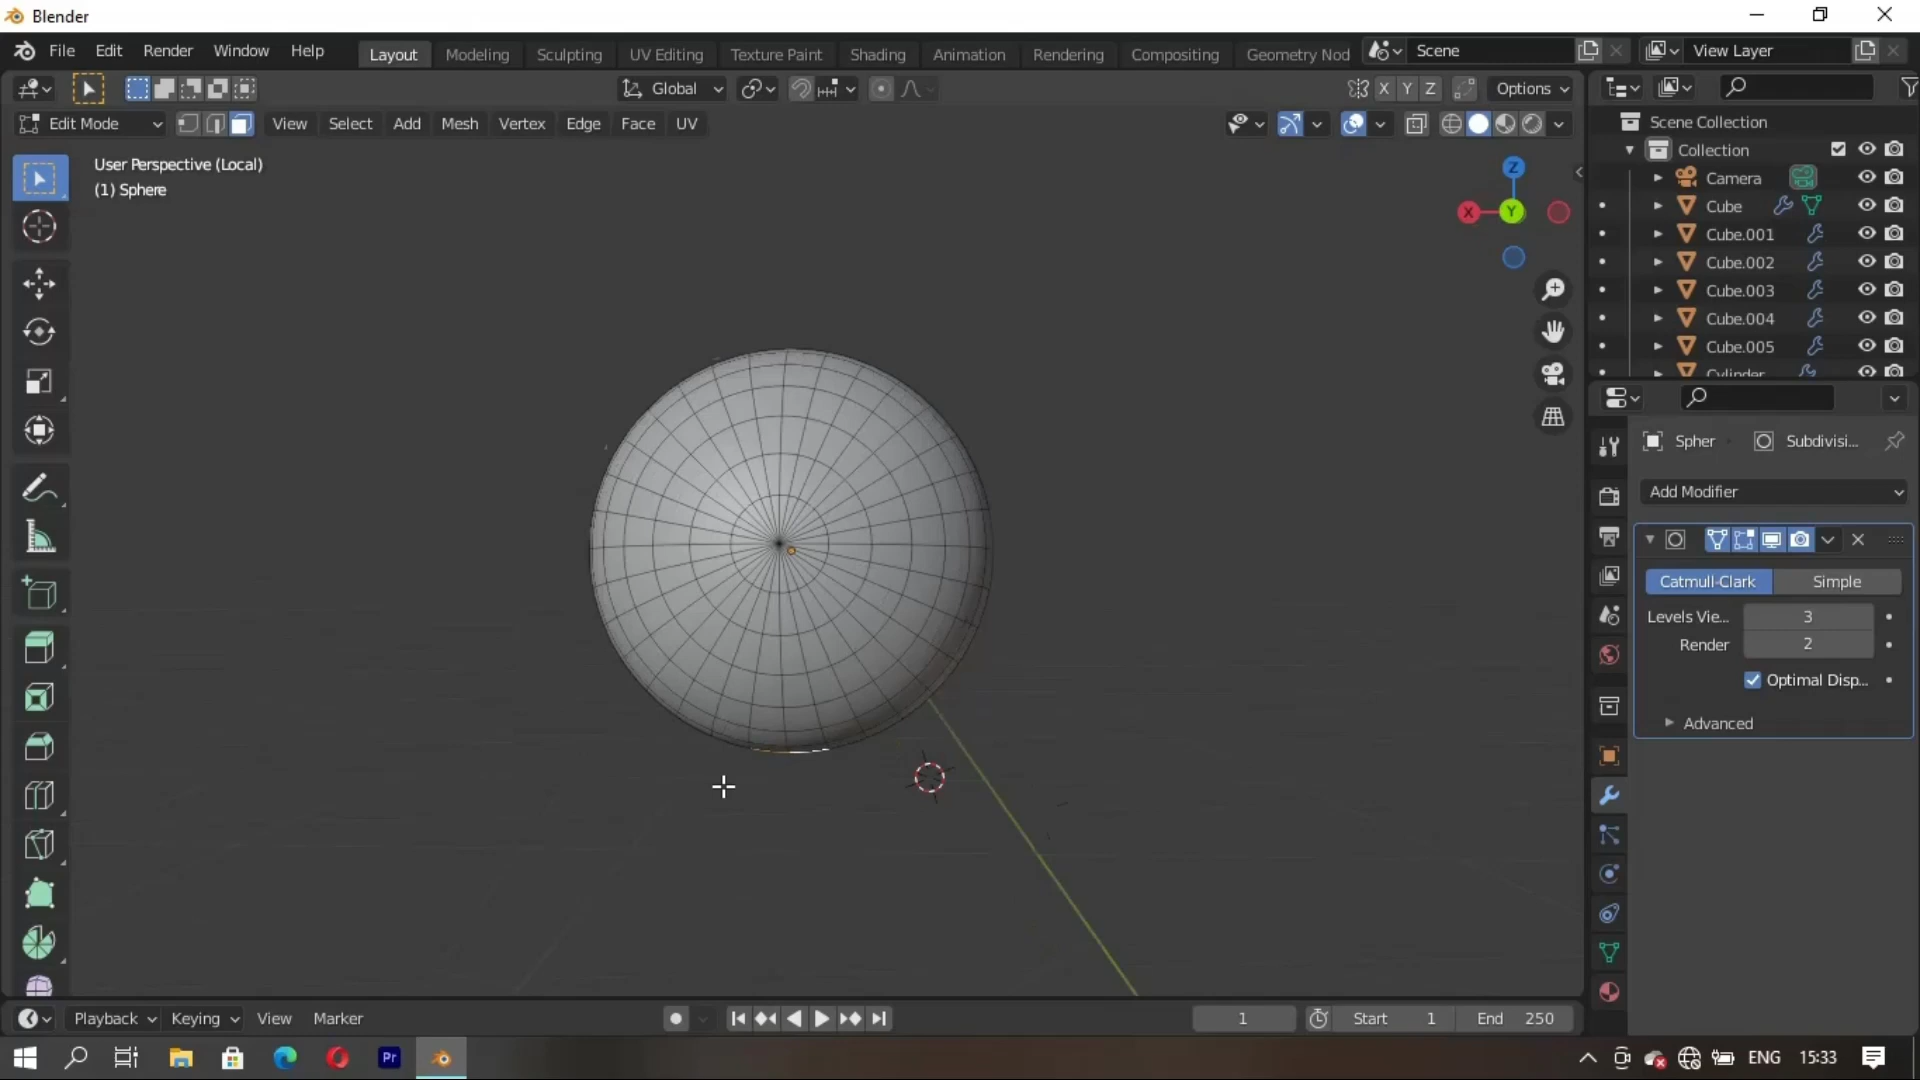 Blender
File Edit Render Window Help Layout Modeling Sculpting UV Editing Texture Paint Shading Animation Rendering Compositing Geometry Nod Scene View Layer
Global X Y Z Options
Edit Mode View Select Add Mesh Vertex Edge Face UV
User Perspective (Local)
(1) Sphere
Z
X Y
Scene Collection
Collection
Camera
Cube
Cube.001
Cube.002
Cube.003
Cube.004
Cube.005
Cylinder
Spher Subdivisi...
Add Modifier
Catmull-Clark Simple
Levels Vie... 3
Render 2
Optimal Disp...
Advanced
Playback Keying View Marker 1 Start 1 End 250
Pr ENG 15:33